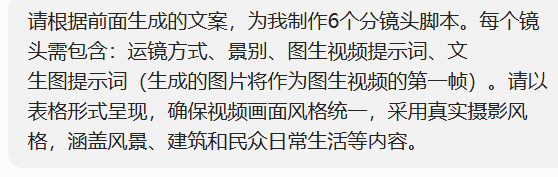 请根据前面生成的文案，为我制作6个分镜头脚本。每个镜
头需包含：运镜方式、景别、图生视频提示词、文
生图提示词（生成的图片将作为图生视频的第一帧）。请以
表格形式呈现，确保视频画面风格统一，采用真实摄影风
格，涵盖风景、建筑和民众日常生活等内容。